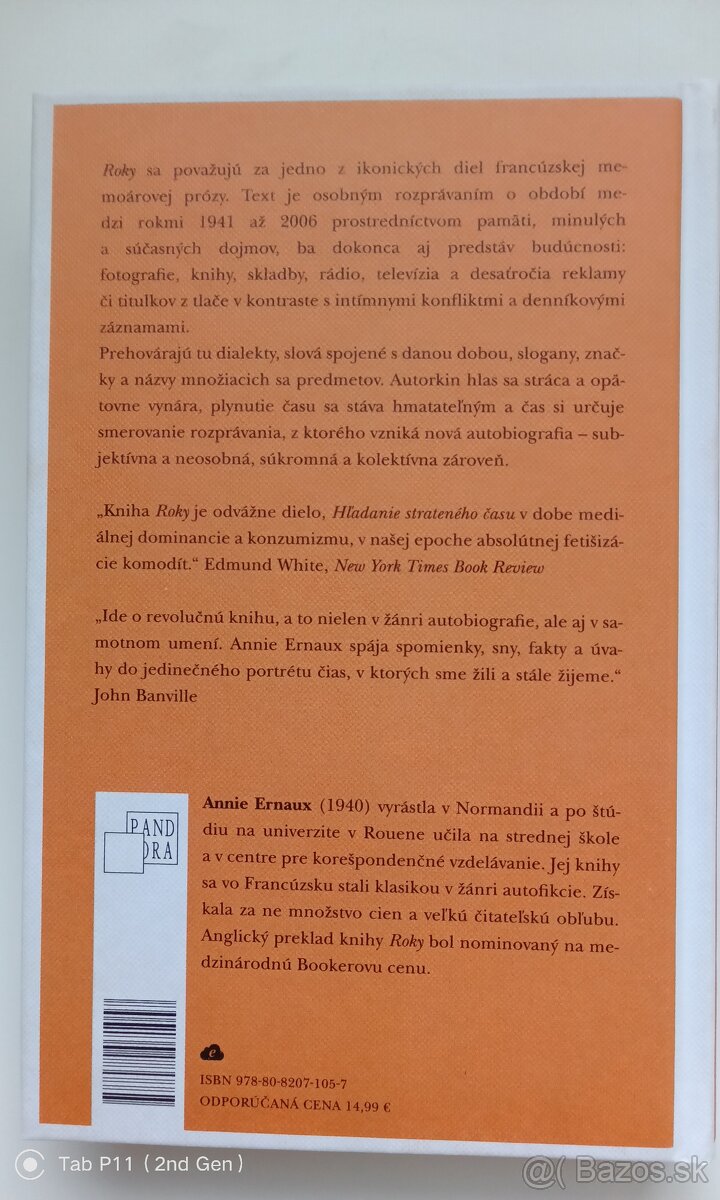 Roky sa považujú za jedno z ikonických diel francúzskej me-
moárovej prózy. Text je osobným rozprávaním o období me-
dzi rokmi 1941 až 2006 prostredníctvom pamäti, minulých
a súčasných dojmov, ba dokonca aj predstáv budúcnosti:
fotografie, knihy, skladby, rádio, televízia a desaťročia reklamy
či titulkov z tlače v kontraste s intímnymi konfliktmi a denníkovými
záznamami.
Prehovárajú tu dialekty, slová spojené s danou dobou, slogany, znač-
ky a názvy množiacich sa predmetov. Autorkin hlas sa stráca a opä-
tovne vynára, plynutie času sa stáva hmatateľným a čas si určuje
smerovanie rozprávania, z ktorého vzniká nová autobiografia – sub-
jektívna a neosobná, súkromná a kolektívna zároveň.
„Kniha Roky je odvážne dielo, Hľadanie strateného času v dobe medi-
álnej dominancie a konzumizmu, v našej epoche absolútnej fetišizá-
cie komodít.“ Edmund White, New York Times Book Review
„Ide o revolučnú knihu, a to nielen v žánri autobiografie, ale aj v sa-
motnom umení. Annie Ernaux spája spomienky, sny, fakty a úva-
hy do jedinečného portrétu čias, v ktorých sme žili a stále žijeme.“
John Banville
Annie Ernaux (1940) vyrástla v Normandii a po štú-
diu na univerzite v Rouene učila na strednej škole
a v centre pre korešpondenčné vzdelávanie. Jej knihy
sa vo Francúzsku stali klasikou v žánri autofikcie. Zís-
kala za ne množstvo cien a veľkú čitateľskú obľubu.
Anglický preklad knihy Roky bol nominovaný na me-
dzinárodnú Bookerovu cenu.
PAND
ORA
e
ISBN 978-80-8207-105-7
ODPORÚČANÁ CENA 14,99 €
Tab P11 (2nd Gen)
@( Bazos.sk